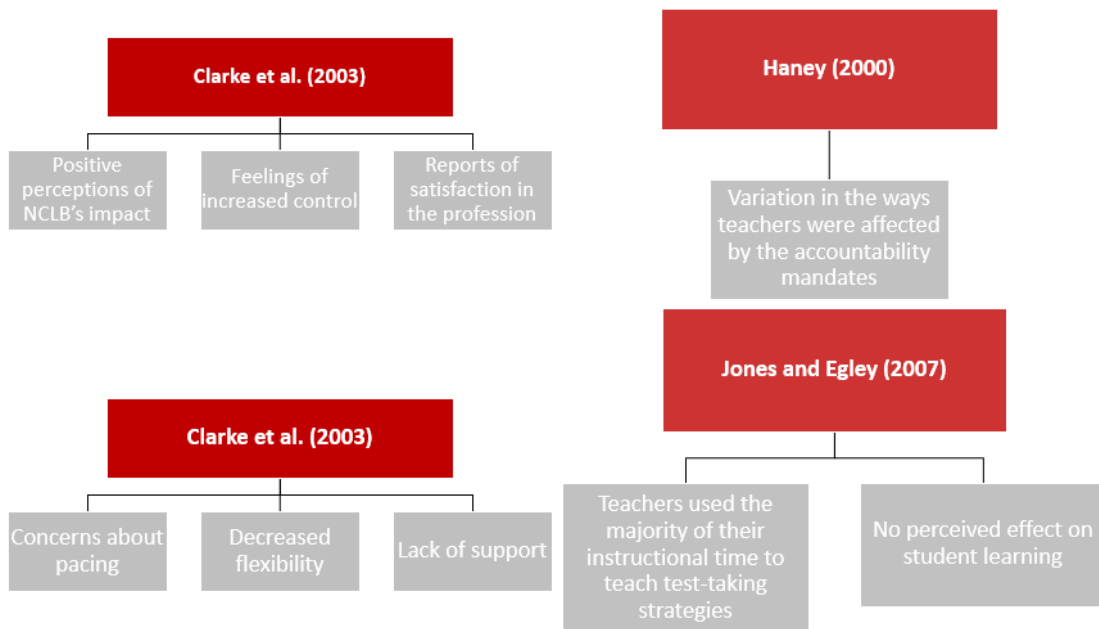 Clarke et al. (2003)
Positive
perceptions of
NCLB's impact
Feelings of
increased control
Reports of
satisfaction in
the profession
Haney (2000)
Variation in the ways
teachers were affected
by the accountability
mandates
Clarke et al. (2003)
Concerns about
pacing
Decreased
flexibility
Lack of support
Jones and Egley (2007)
Teachers used the
majority of their
instructional time to
teach test-taking
strategies
No perceived effect on
student learning